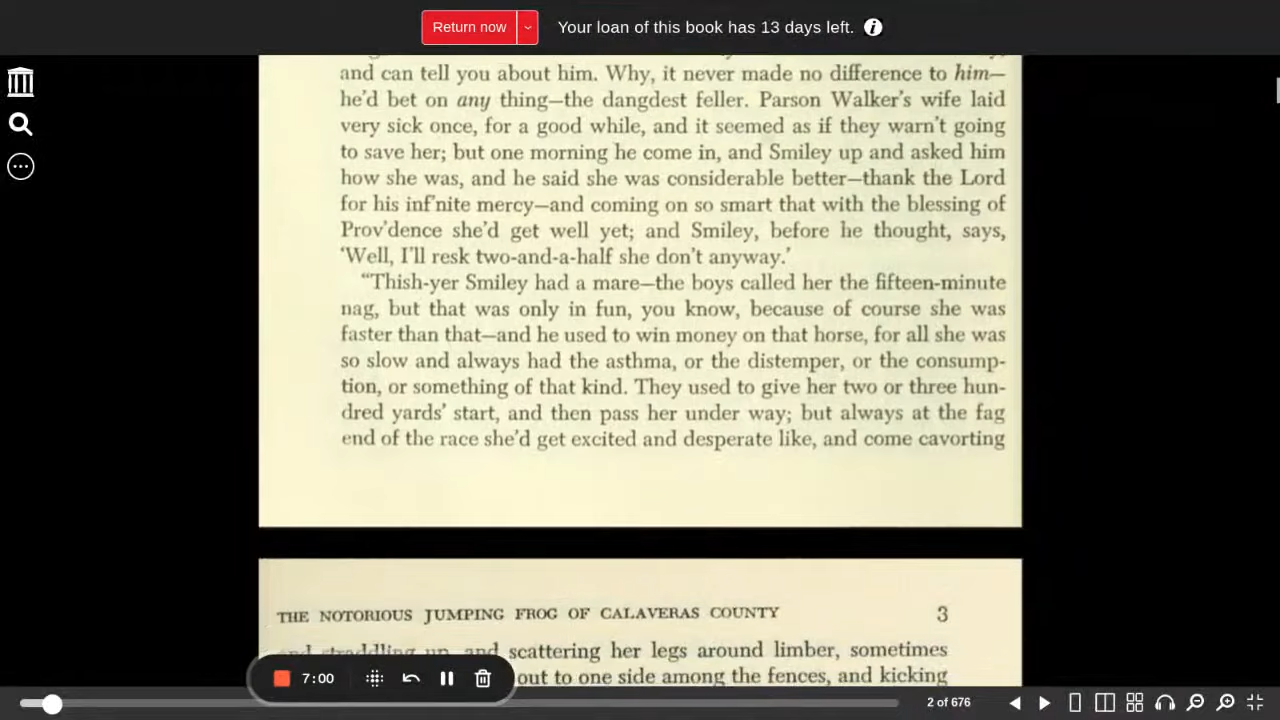 Return now
Your loan of this book has 13 days left.
and can tell you about him. Why, it never made no difference to him—
he'd bet on any thing—the dangdest feller. Parson Walker's wife laid
very sick once, for a good while, and it seemed as if they warn't going
to save her; but one morning he come in, and Smiley up and asked him
how she was, and he said she was considerable better—thank the Lord
for his inf'nite mercy—and coming on so smart that with the blessing of
Prov'dence she'd get well yet; and Smiley, before he thought, says,
'Well, I'll resk two-and-a-half she don't anyway.'
"Thish-yer Smiley had a mare—the boys called her the fifteen-minute
nag, but that was only in fun, you know, because of course she was
faster than that—and he used to win money on that horse, for all she was
so slow and always had the asthma, or the distemper, or the consump-
tion, or something of that kind. They used to give her two or three hun-
dred yards' start, and then pass her under way; but always at the fag
end of the race she'd get excited and desperate like, and come cavorting
THE NOTORIOUS JUMPING FROG OF CALAVERAS COUNTY 3
and straddling up, and scattering her legs around limber, sometimes
out to one side among the fences, and kicking
7:00
2 of 676